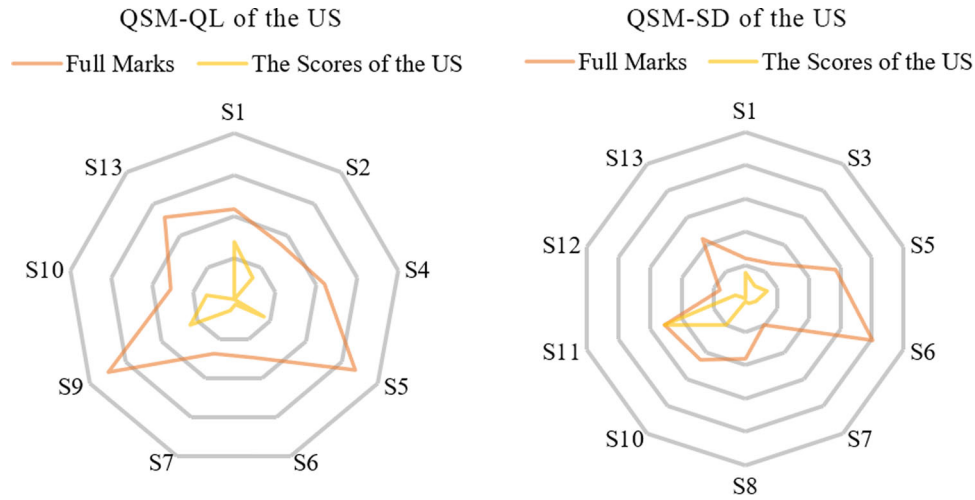 QSM-QL of the US
Full Marks
The Scores of the US
S1
S2
S4
S5
S6
S7
S9
S10
S13
QSM-SD of the US
Full Marks
The Scores of the US
S1
S3
S5
S6
S7
S8
S10
S11
S12
S13